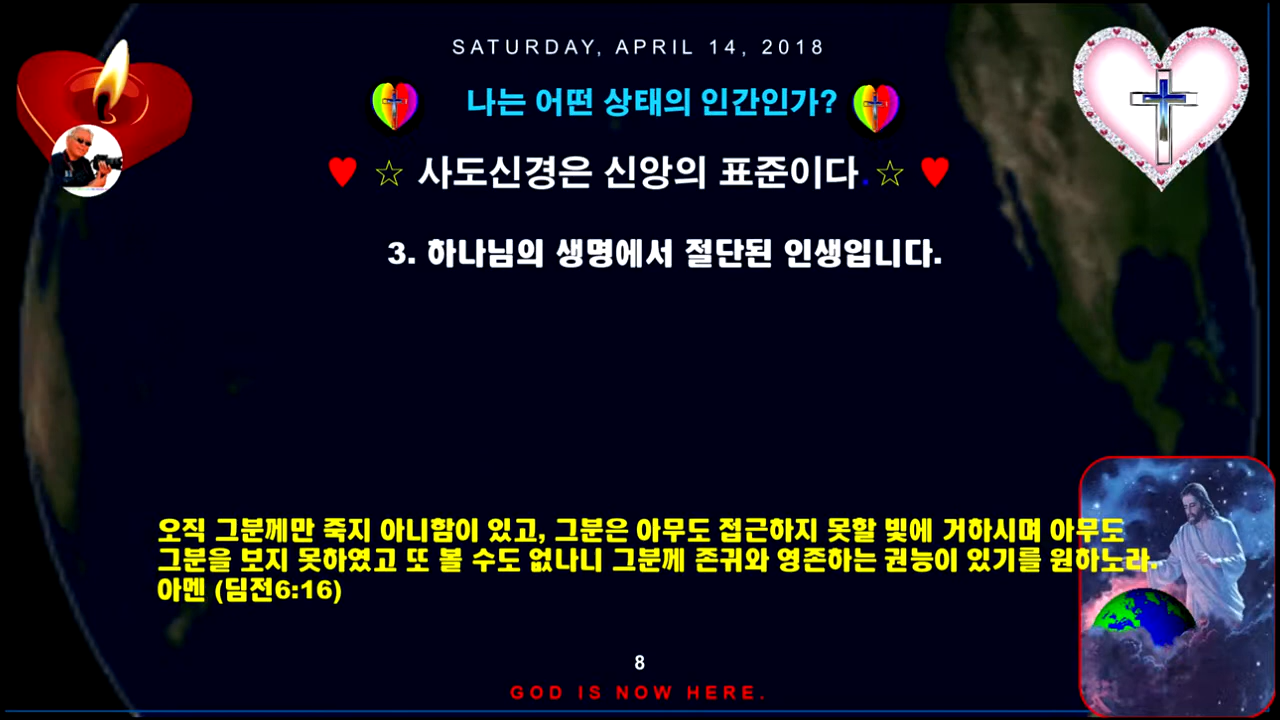 SATURDAY, APRIL 14, 2018
나는 어떤 상태의 인간인가?
♥ ☆ 사도신경은 신앙의 표준이다.☆ ♥
3. 하나님의 생명에서 절단된 인생입니다.
오직 그분께만 죽지 아니함이 있고, 그분은 아무도 접근하지 못할 빛에 거하시며 아무도
그분을 보지 못하였고 또 볼 수도 없나니 그분께 존귀와 영존하는 권능이 있기를 원하노라.
아멘 (딤전6:16)
8
GOD IS NOW HERE.